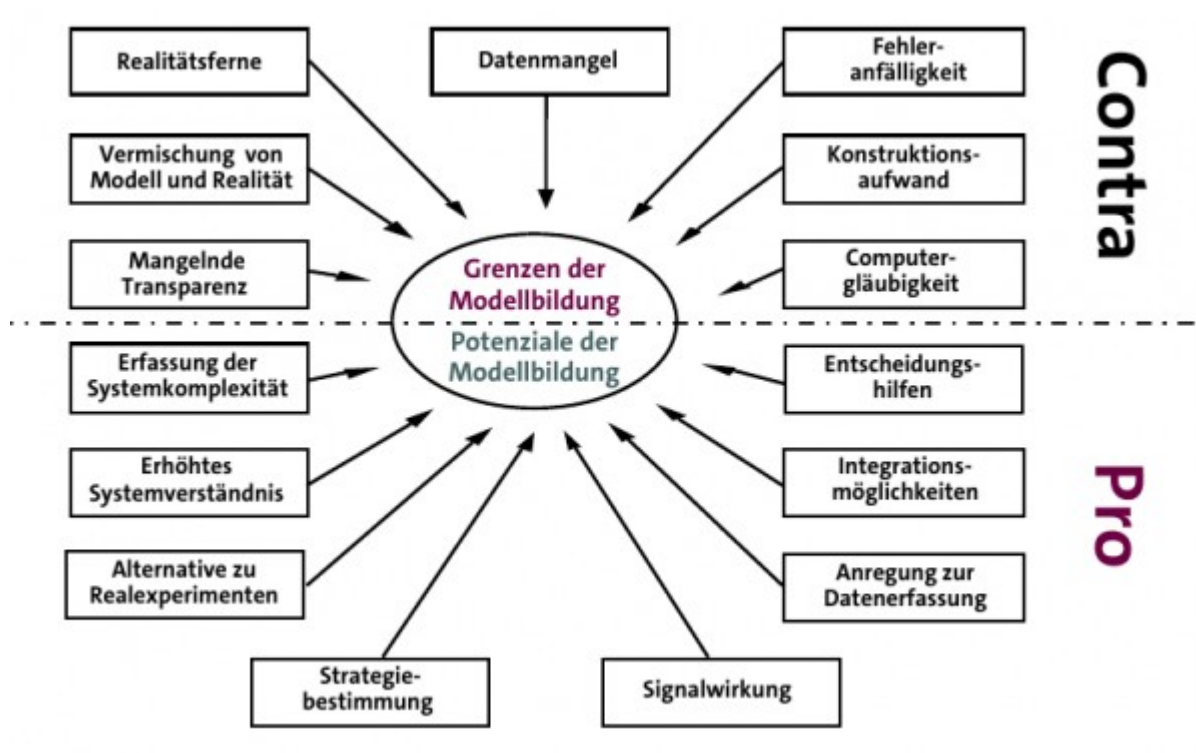 Realitätsferne
Datenmangel
Fehler-
anfälligkeit
Contra
Vermischung von
Modell und Realität
Konstruktions-
aufwand
Mangelnde
Transparenz
Computer-
gläubigkeit
Grenzen der
Modellbildung
Potenziale der
Modellbildung
Erfassung der
Systemkomplexität
Entscheidungs-
hilfen
Pro
Erhöhtes
Systemverständnis
Integrations-
möglichkeiten
Alternative zu
Realexperimenten
Anregung zur
Datenerfassung
Strategie-
bestimmung
Signalwirkung